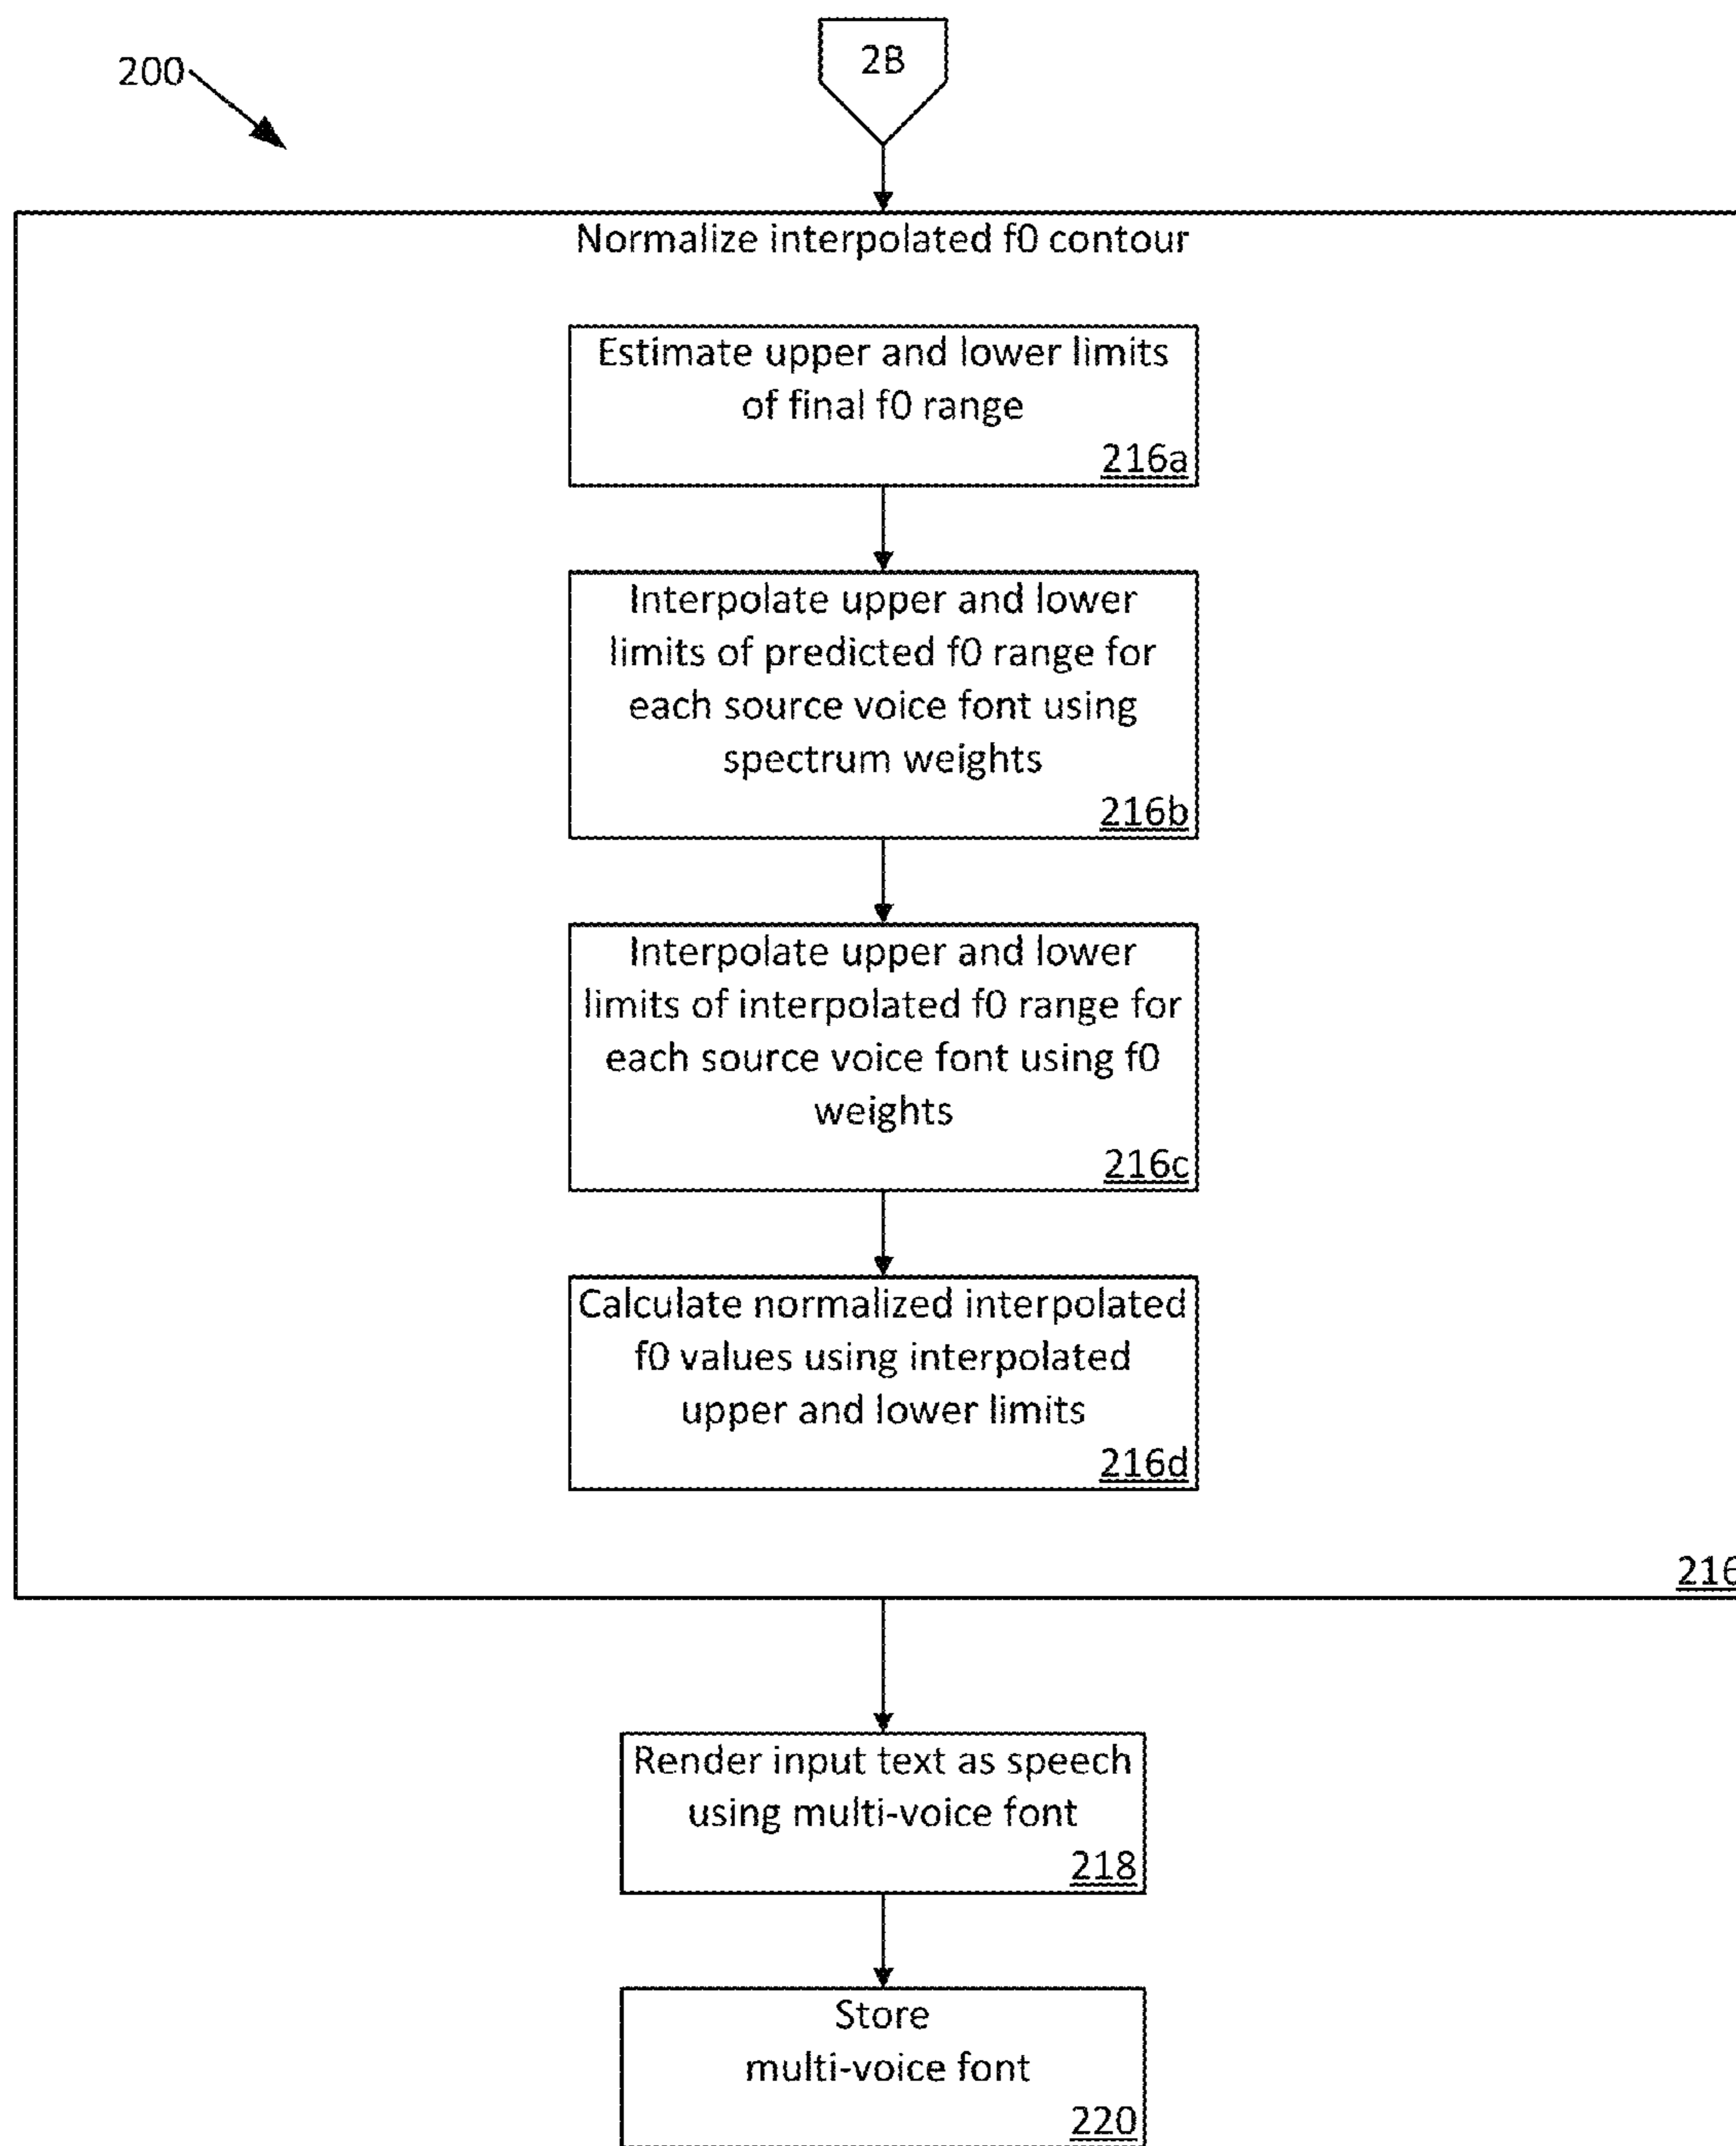 200
2B
Normalize interpolated f0 contour
Estimate upper and lower limits
of final f0 range
216a
Interpolate upper and lower
limits of predicted f0 range for
each source voice font using
spectrum weights
216b
Interpolate upper and lower
limits of interpolated f0 range for
each source voice font using f0
weights
216c
Calculate normalized interpolated
f0 values using interpolated
upper and lower limits
216d
216
Render input text as speech
using multi-voice font
218
Store
multi-voice font
220